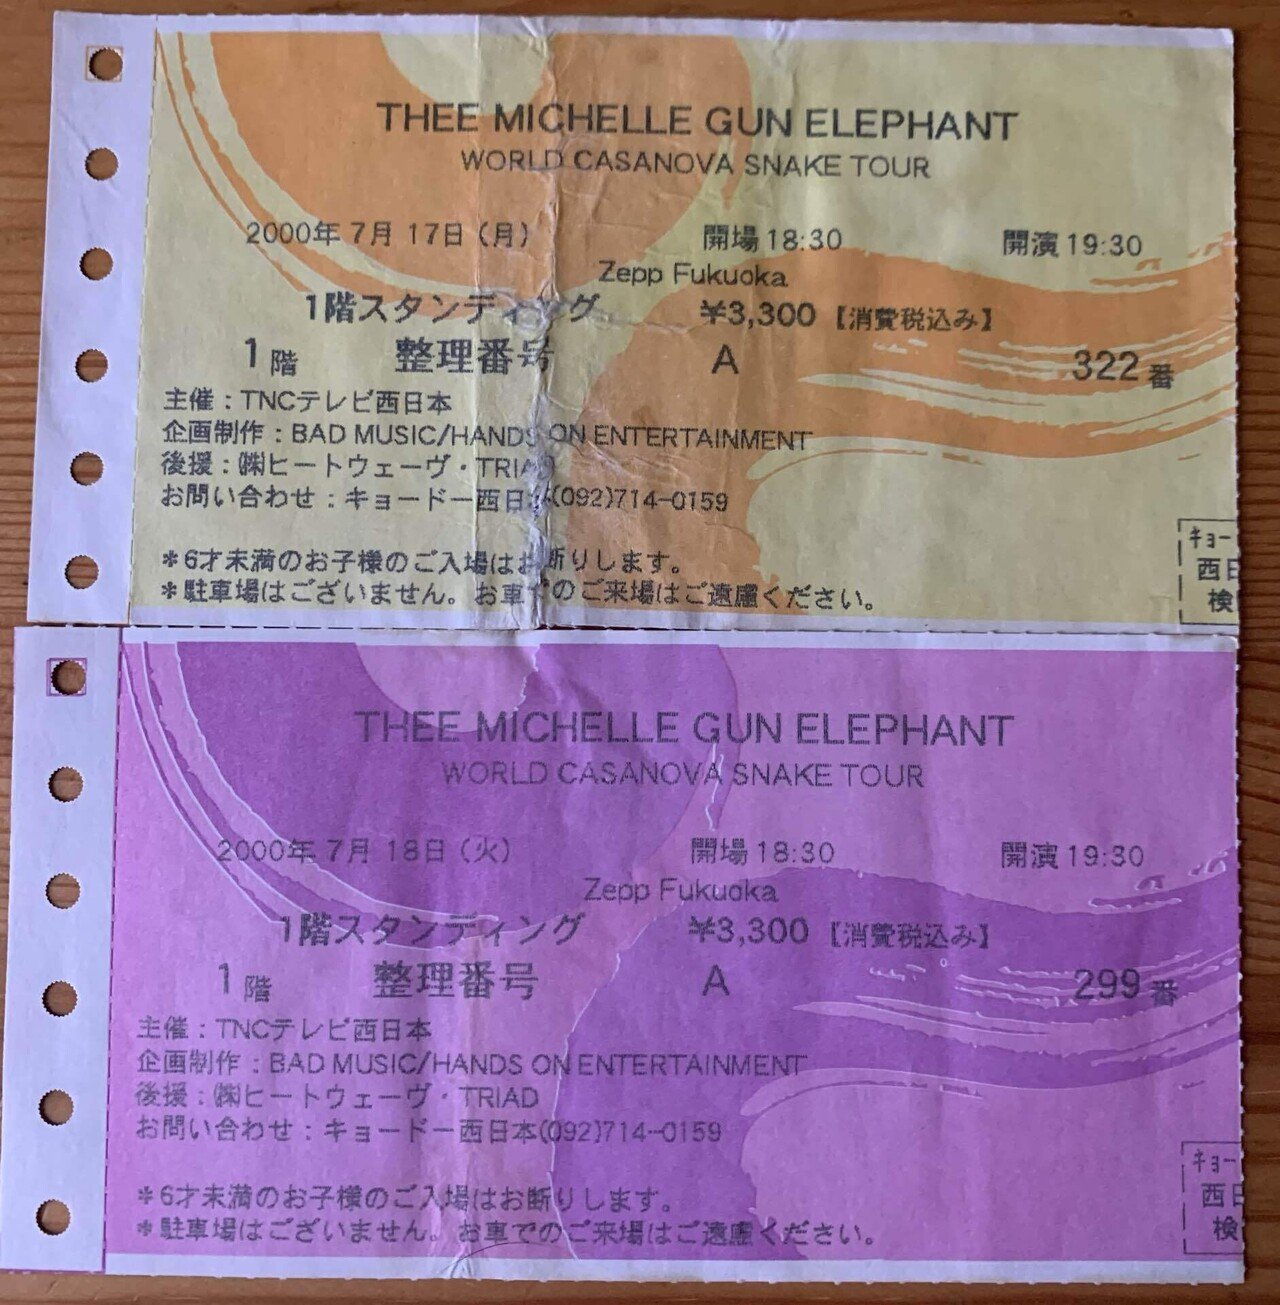 THEE MICHELLE GUN ELEPHANT
WORLD CASANOVA SNAKE TOUR
2000年 7月 17日（月） 開場 18:30 開演 19:30
Zepp Fukuoka
1階スタンディング ¥3,300【消費税込み】
1階 整理番号 A 322番
主催：TNCテレビ西日本
企画制作：BAD MUSIC/HANDS ON ENTERTAINMENT
後援：㈱ヒートウェーヴ・TRIAD
お問い合わせ：キョードー西日本(092)714-0159
＊6才未満のお子様のご入場はお断りします。
＊駐車場はございません。お車でのご来場はご遠慮ください。
ｷｮｰ
西日
検
THEE MICHELLE GUN ELEPHANT
WORLD CASANOVA SNAKE TOUR
2000年 7月 18日（火） 開場 18:30 開演 19:30
Zepp Fukuoka
1階スタンディング ¥3,300【消費税込み】
1階 整理番号 A 299番
主催：TNCテレビ西日本
企画制作：BAD MUSIC/HANDS ON ENTERTAINMENT
後援：㈱ヒートウェーヴ・TRIAD
お問い合わせ：キョードー西日本(092)714-0159
＊6才未満のお子様のご入場はお断りします。
＊駐車場はございません。お車でのご来場はご遠慮ください。
ｷｮｰ
西日
検